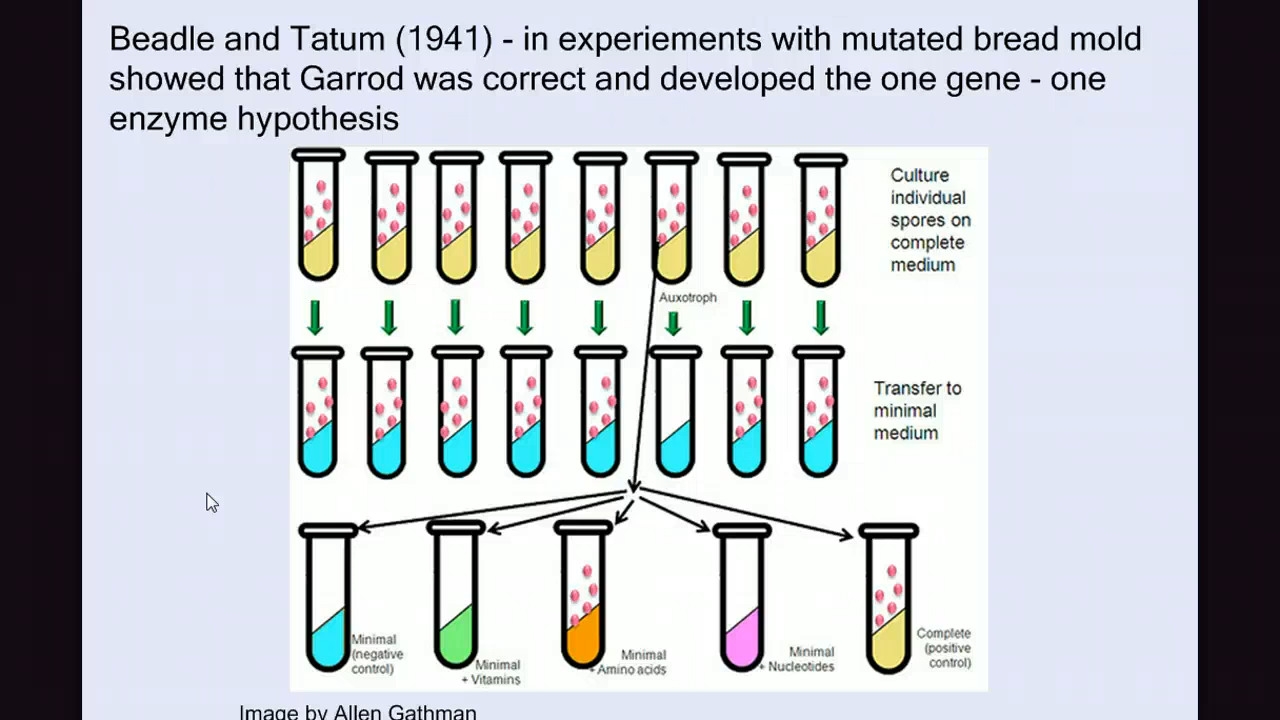 Beadle and Tatum (1941) - in experiements with mutated bread mold
showed that Garrod was correct and developed the one gene - one
enzyme hypothesis
Culture
individual
spores on
complete
medium
Auxotroph
Transfer to
minimal
medium
Minimal
(negative
control)
Minimal
+ Vitamins
Minimal
+ Amino acids
Minimal
+ Nucleotides
Complete
(positive
control)
Image by Allen Gathman